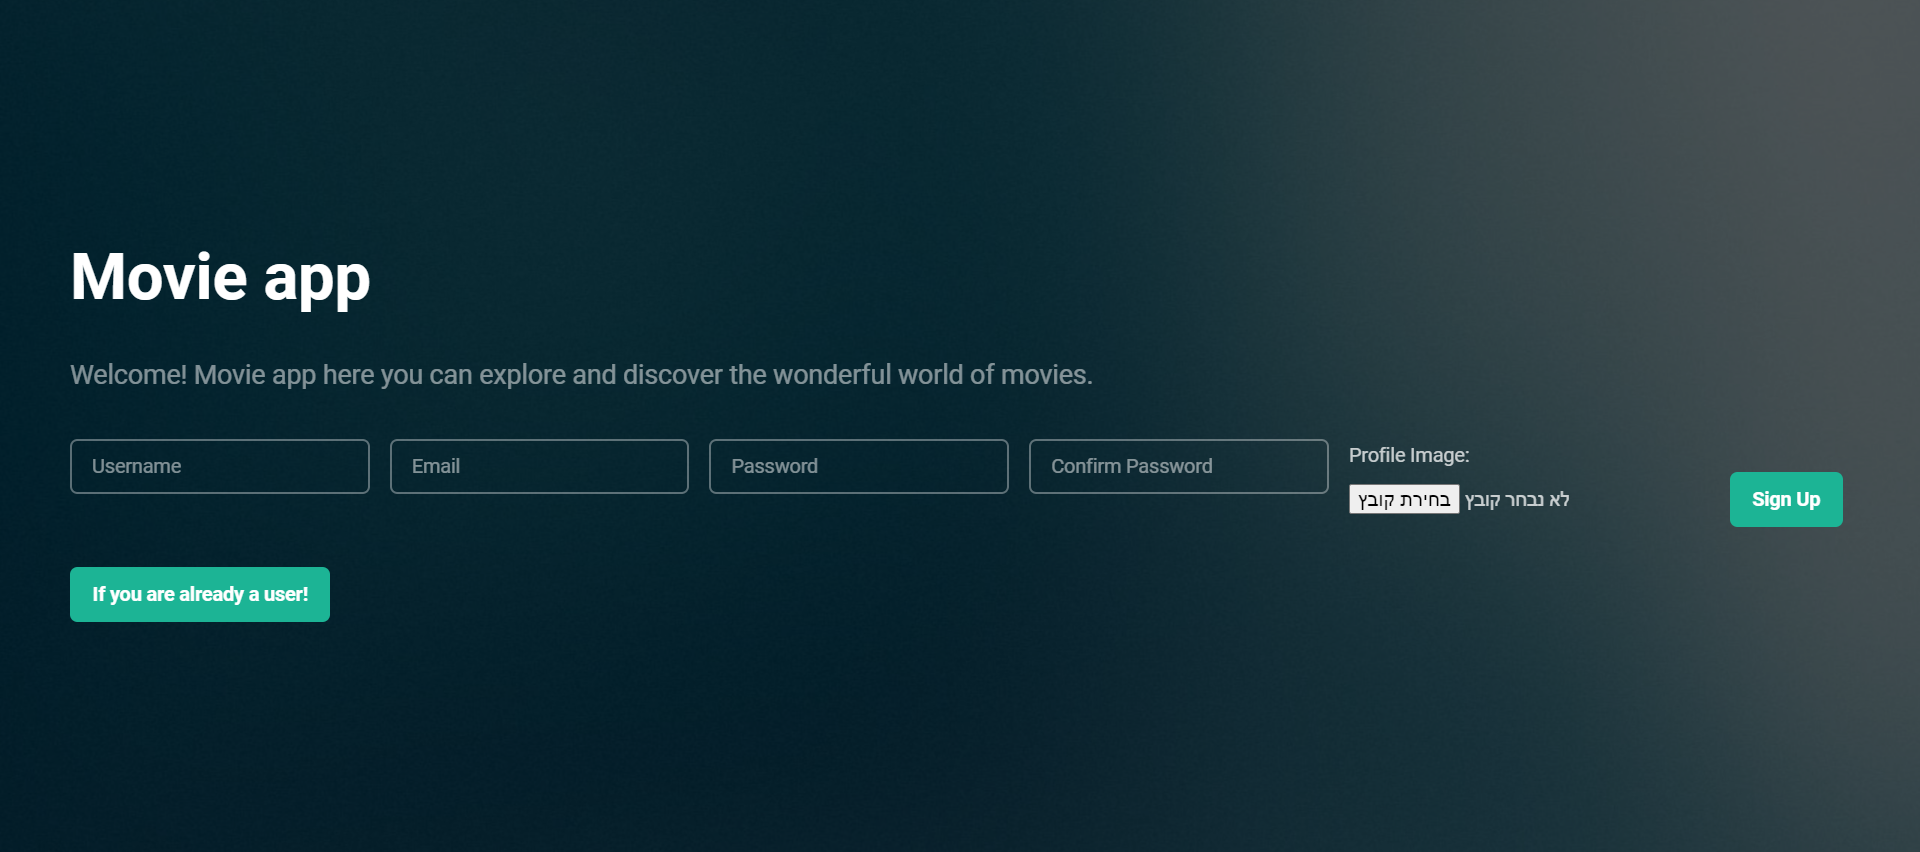 Movie app
Welcome! Movie app here you can explore and discover the wonderful world of movies.
Username
Email
Password
Confirm Password
Profile Image:
בחירת קובץ
לא נבחר קובץ
Sign Up
If you are already a user!